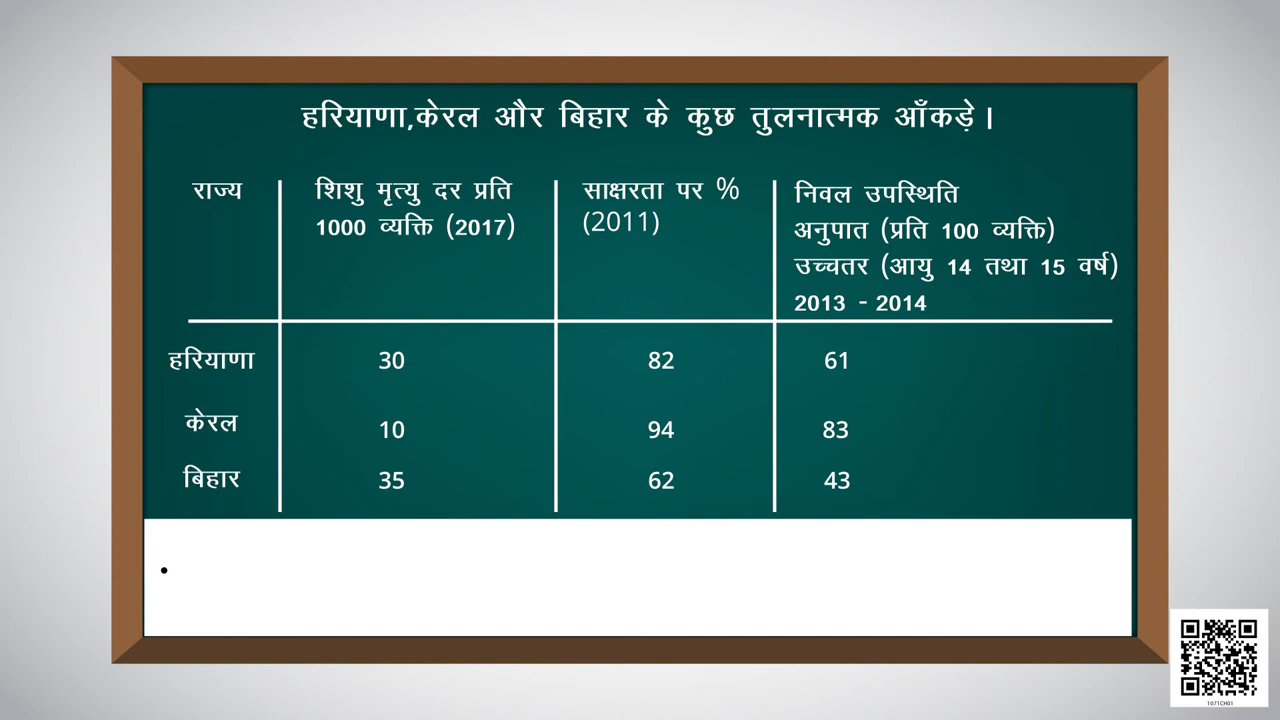 हरियाणा,केरल और बिहार के कुछ तुलनात्मक आँकड़े ।
राज्य शिशु मृत्यु दर प्रति 1000 व्यक्ति (2017) साक्षरता पर % (2011) निवल उपस्थिति अनुपात (प्रति 100 व्यक्ति) उच्चतर (आयु 14 तथा 15 वर्ष) 2013 - 2014
हरियाणा 30 82 61
केरल 10 94 83
बिहार 35 62 43
1071CH01